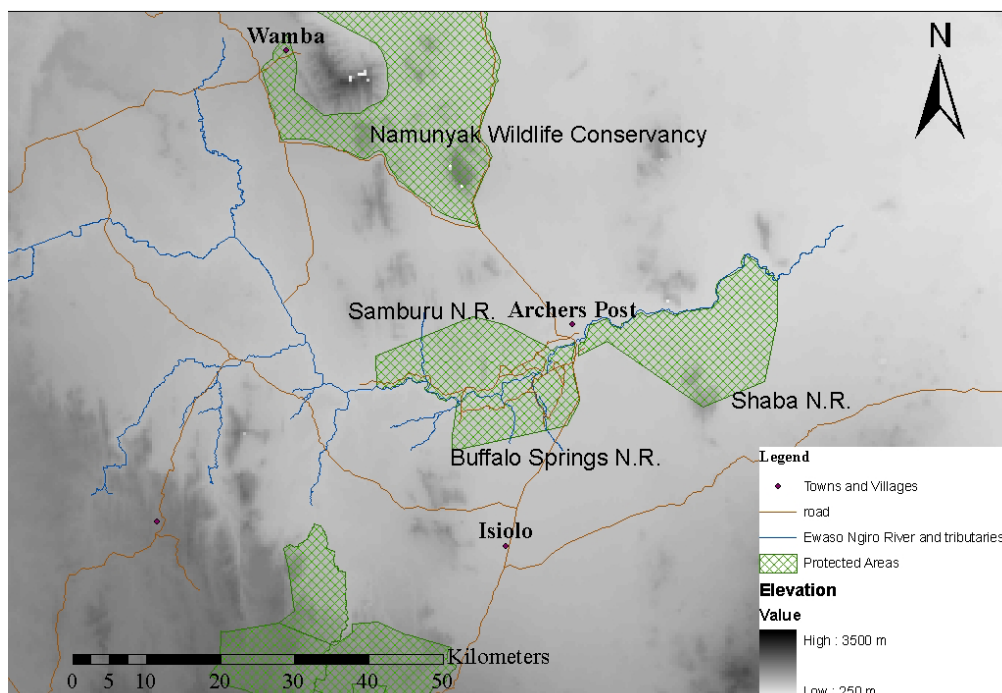 Wamba
N
Namunyak Wildlife Conservancy
Samburu N.R.
Archers Post
Shaba N.R.
Buffalo Springs N.R.
Isiolo
Legend
Towns and Villages
road
Ewaso Ngiro River and tributaries
Protected Areas
Elevation
Value
High : 3500 m
Low : 250 m
Kilometers
0 5 10 20 30 40 50